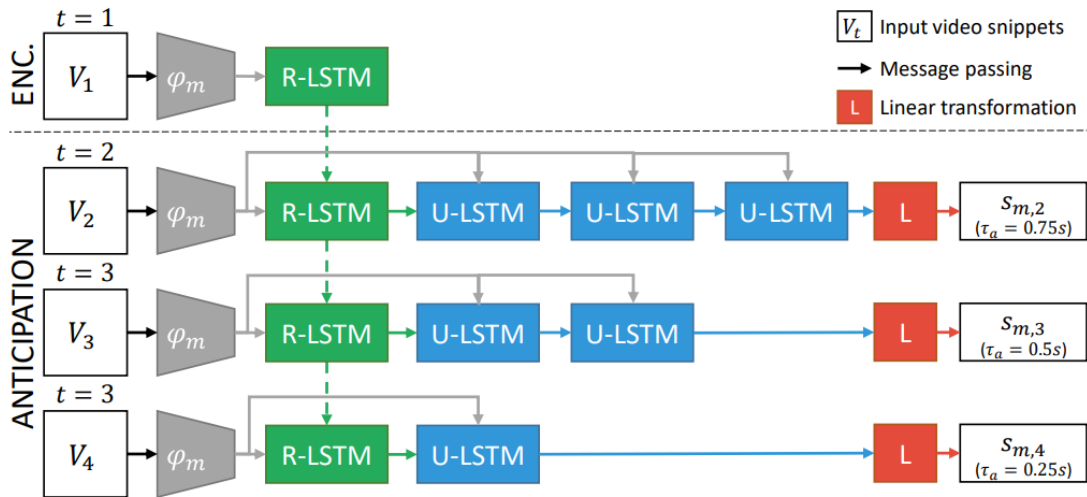 ENC.
t = 1
V₁
φₘ
R-LSTM
Vₜ Input video snippets
Message passing
L Linear transformation
ANTICIPATION
t = 2
V₂
φₘ
R-LSTM
U-LSTM
U-LSTM
U-LSTM
L
sₘ,₂
(τₐ = 0.75s)
t = 3
V₃
φₘ
R-LSTM
U-LSTM
U-LSTM
L
sₘ,₃
(τₐ = 0.5s)
t = 3
V₄
φₘ
R-LSTM
U-LSTM
L
sₘ,₄
(τₐ = 0.25s)